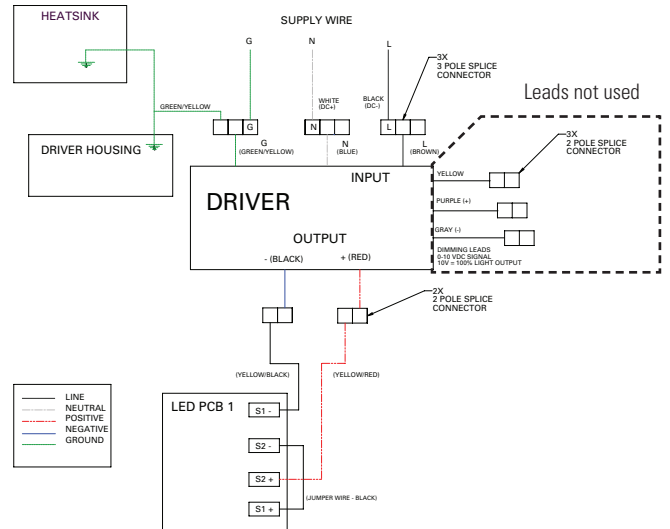 HEATSINK
SUPPLY WIRE
G
N
L
3X
3 POLE SPLICE
CONNECTOR
Leads not used
GREEN/YELLOW
WHITE
(DC+)
BLACK
(DC-)
G
N
L
3X
2 POLE SPLICE
CONNECTOR
DRIVER HOUSING
G
(GREEN/YELLOW)
N
(BLUE)
L
(BROWN)
INPUT
YELLOW
DRIVER
PURPLE (+)
GRAY (-)
OUTPUT
DIMMING LEADS
0-10 VDC SIGNAL
10V = 100% LIGHT OUTPUT
- (BLACK)
+ (RED)
2X
2 POLE SPLICE
CONNECTOR
(YELLOW/BLACK)
(YELLOW/RED)
LINE
NEUTRAL
POSITIVE
NEGATIVE
GROUND
LED PCB 1
S1 -
S2 -
S2 +
S1 +
(JUMPER WIRE - BLACK)